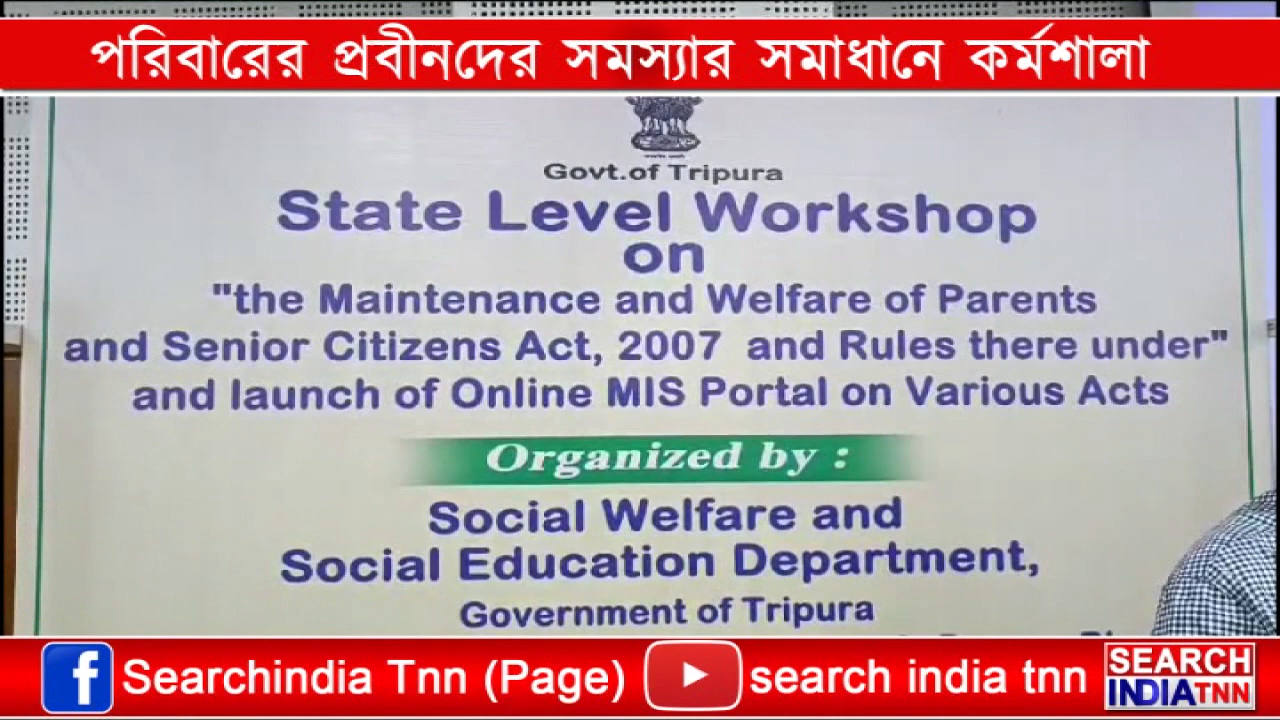 পরিবারের প্রবীনদের সমস্যার সমাধানে কর্মশালা
Govt.of Tripura
State Level Workshop
on
"the Maintenance and Welfare of Parents
and Senior Citizens Act, 2007 and Rules there under"
and launch of Online MIS Portal on Various Acts
Organized by :
Social Welfare and
Social Education Department,
Government of Tripura
Searchindia Tnn (Page)
search india tnn
SEARCH
INDIATNN